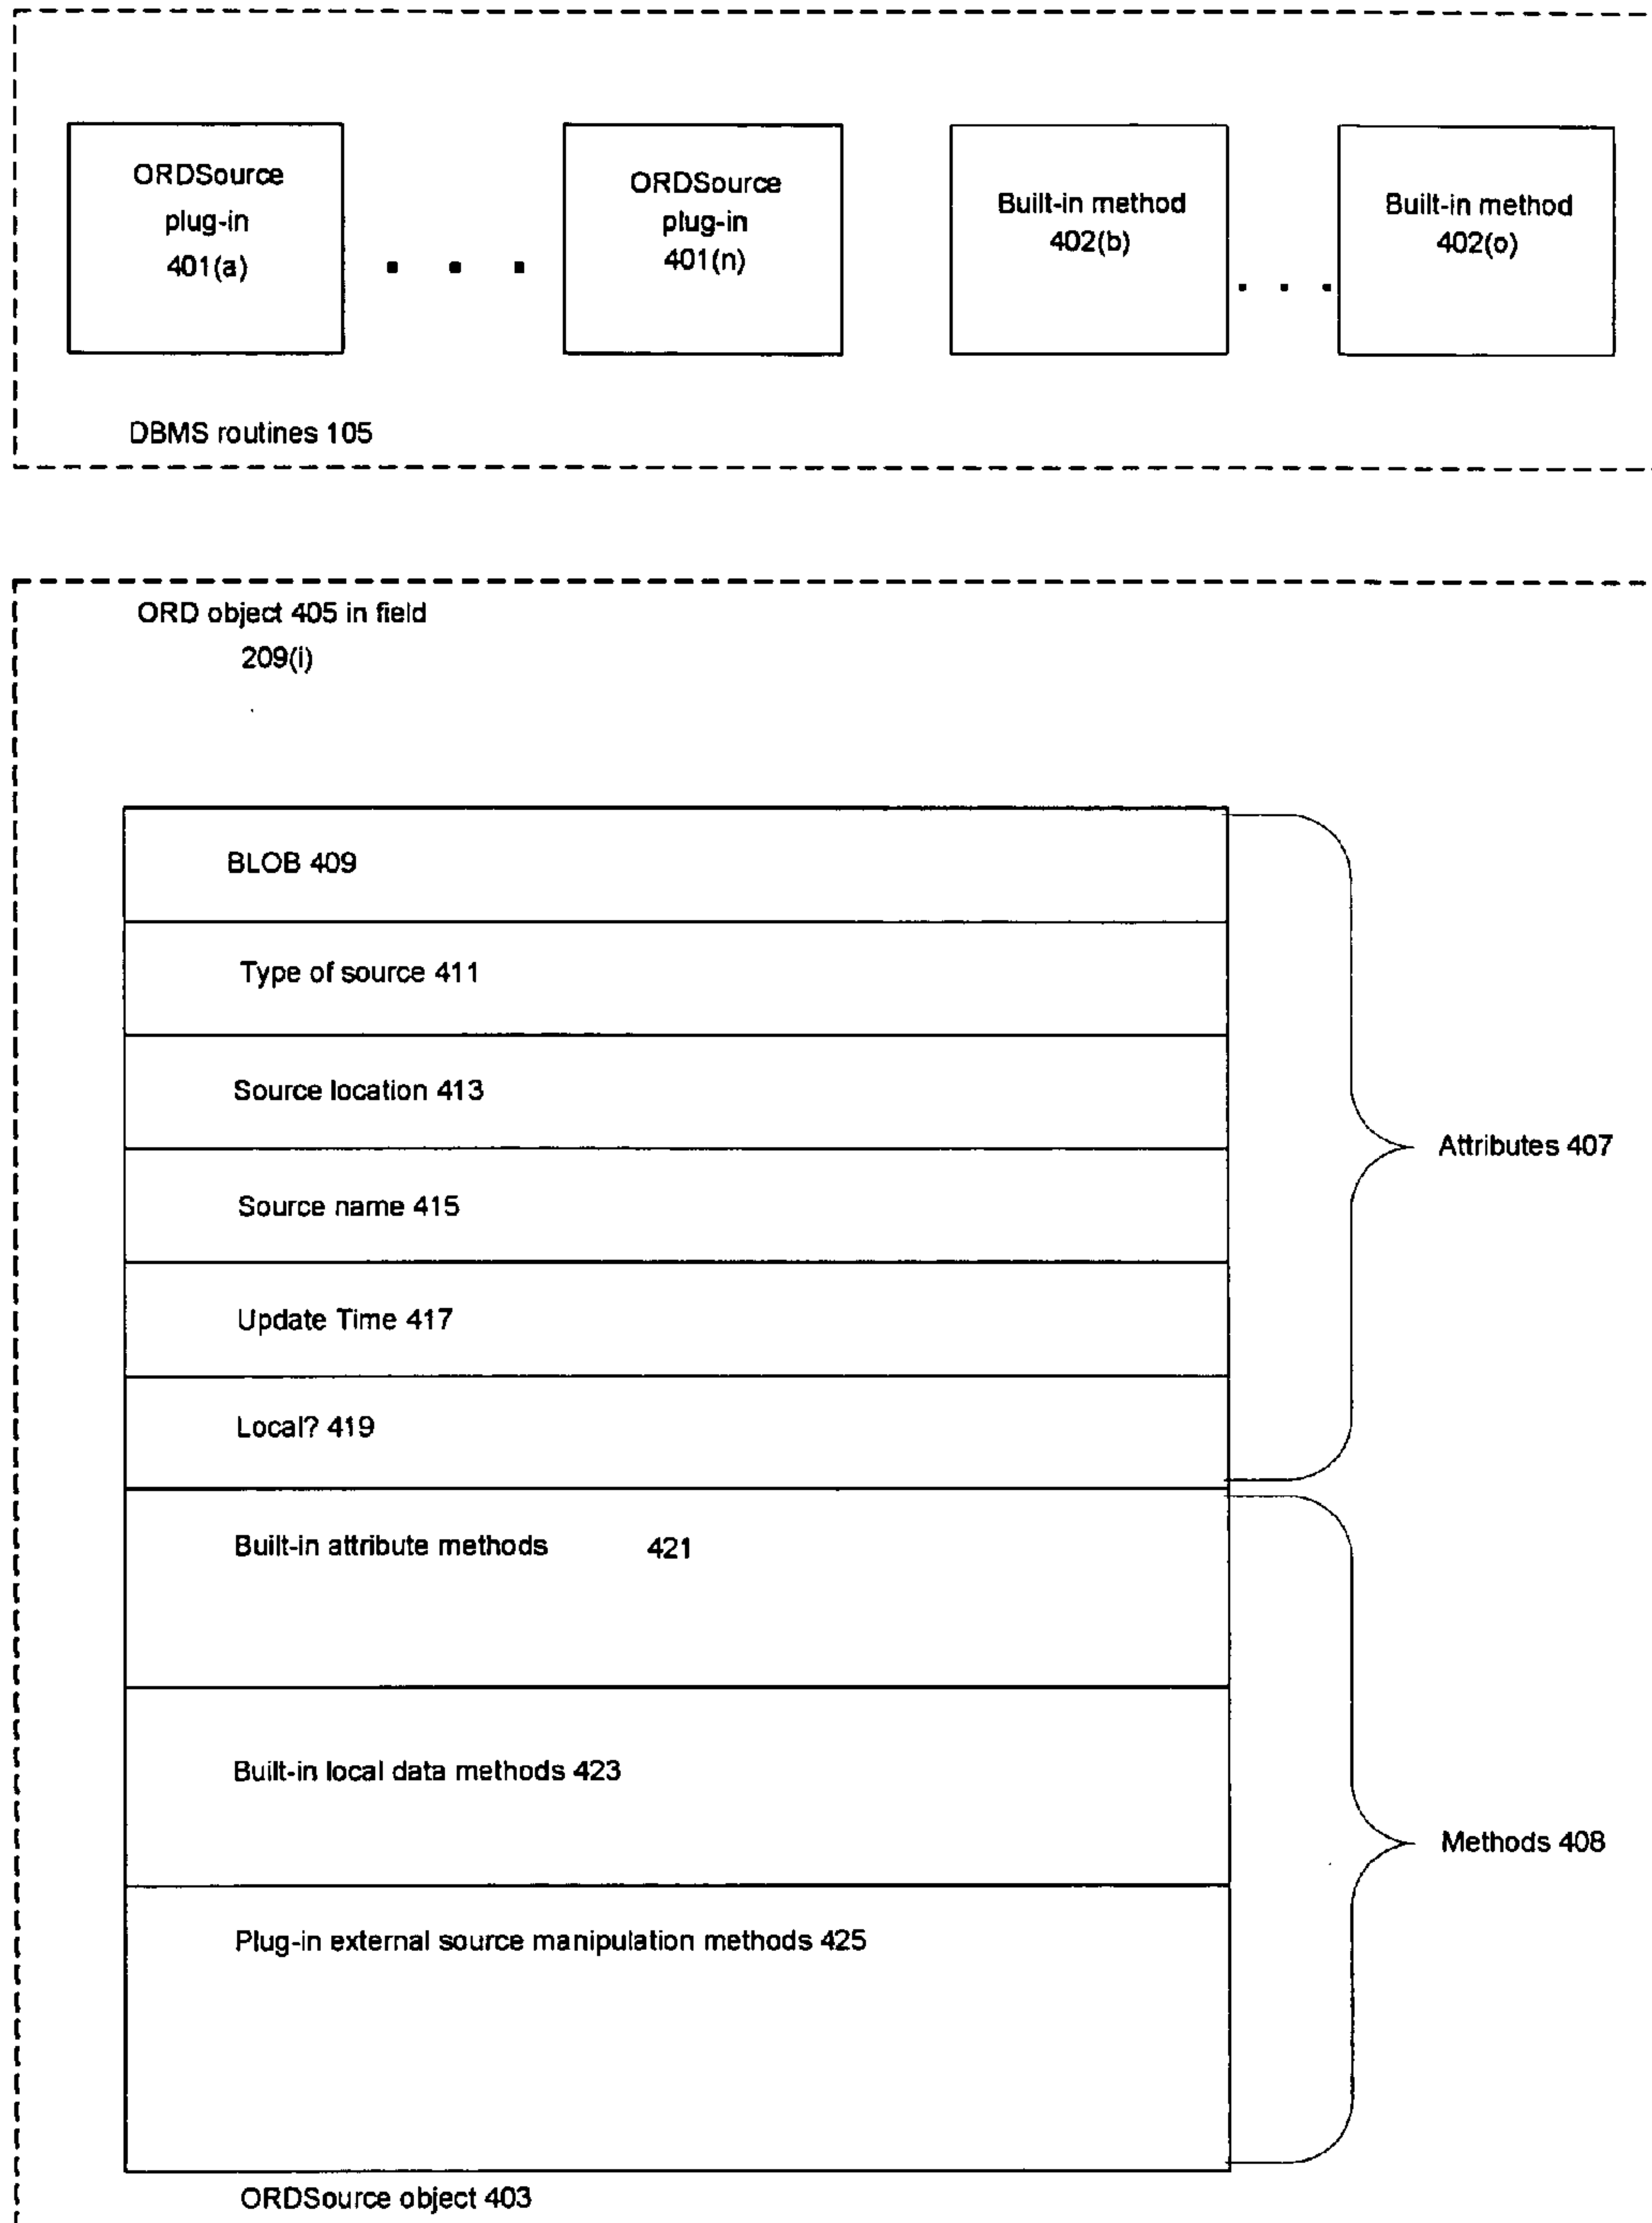 ORDSource
plug-in
401(a)
ORDSource
plug-in
401(n)
Built-in method
402(b)
Built-in method
402(o)
DBMS routines 105
ORD object 405 in field
209(i)
BLOB 409
Type of source 411
Source location 413
Source name 415
Update Time 417
Local? 419
Attributes 407
Built-in attribute methods 421
Built-in local data methods 423
Plug-in external source manipulation methods 425
Methods 408
ORDSource object 403